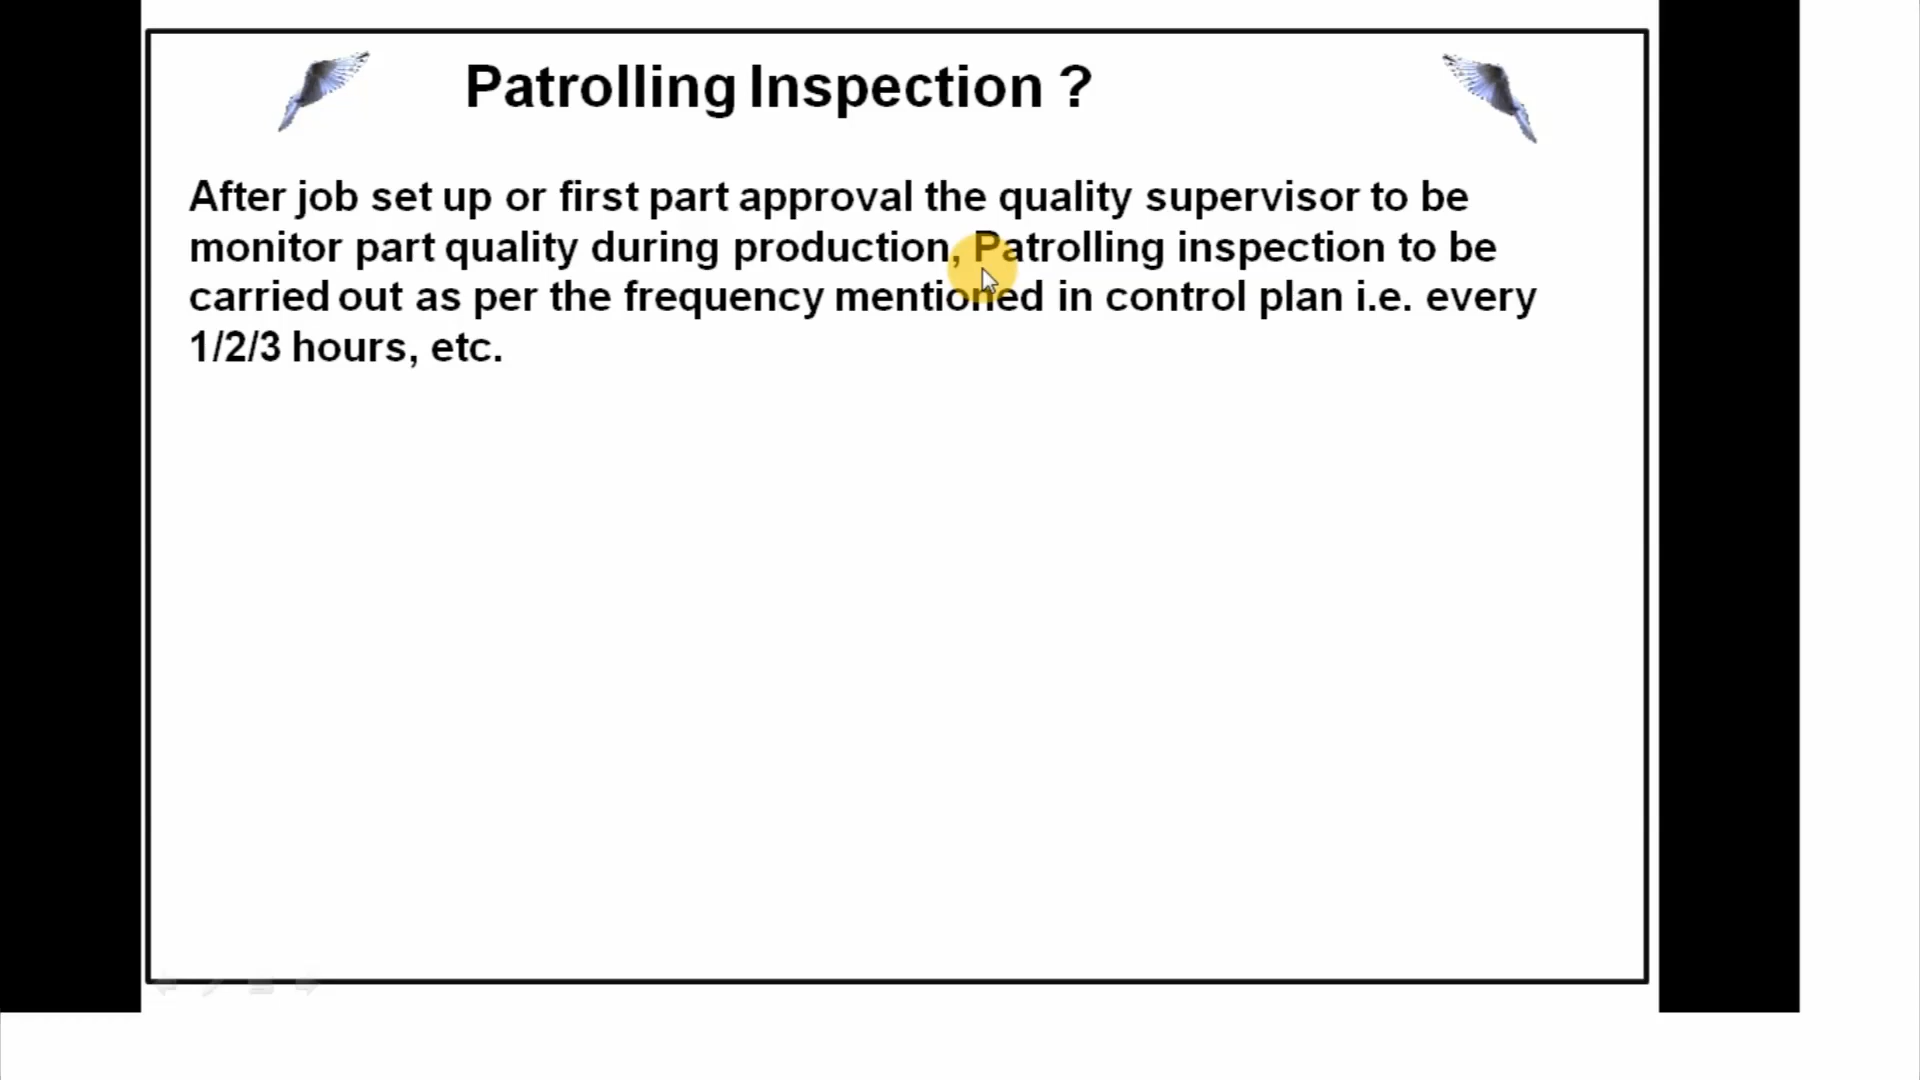 Patrolling Inspection ?
After job set up or first part approval the quality supervisor to be
monitor part quality during production, Patrolling inspection to be
carried out as per the frequency mentioned in control plan i.e. every
1/2/3 hours, etc.